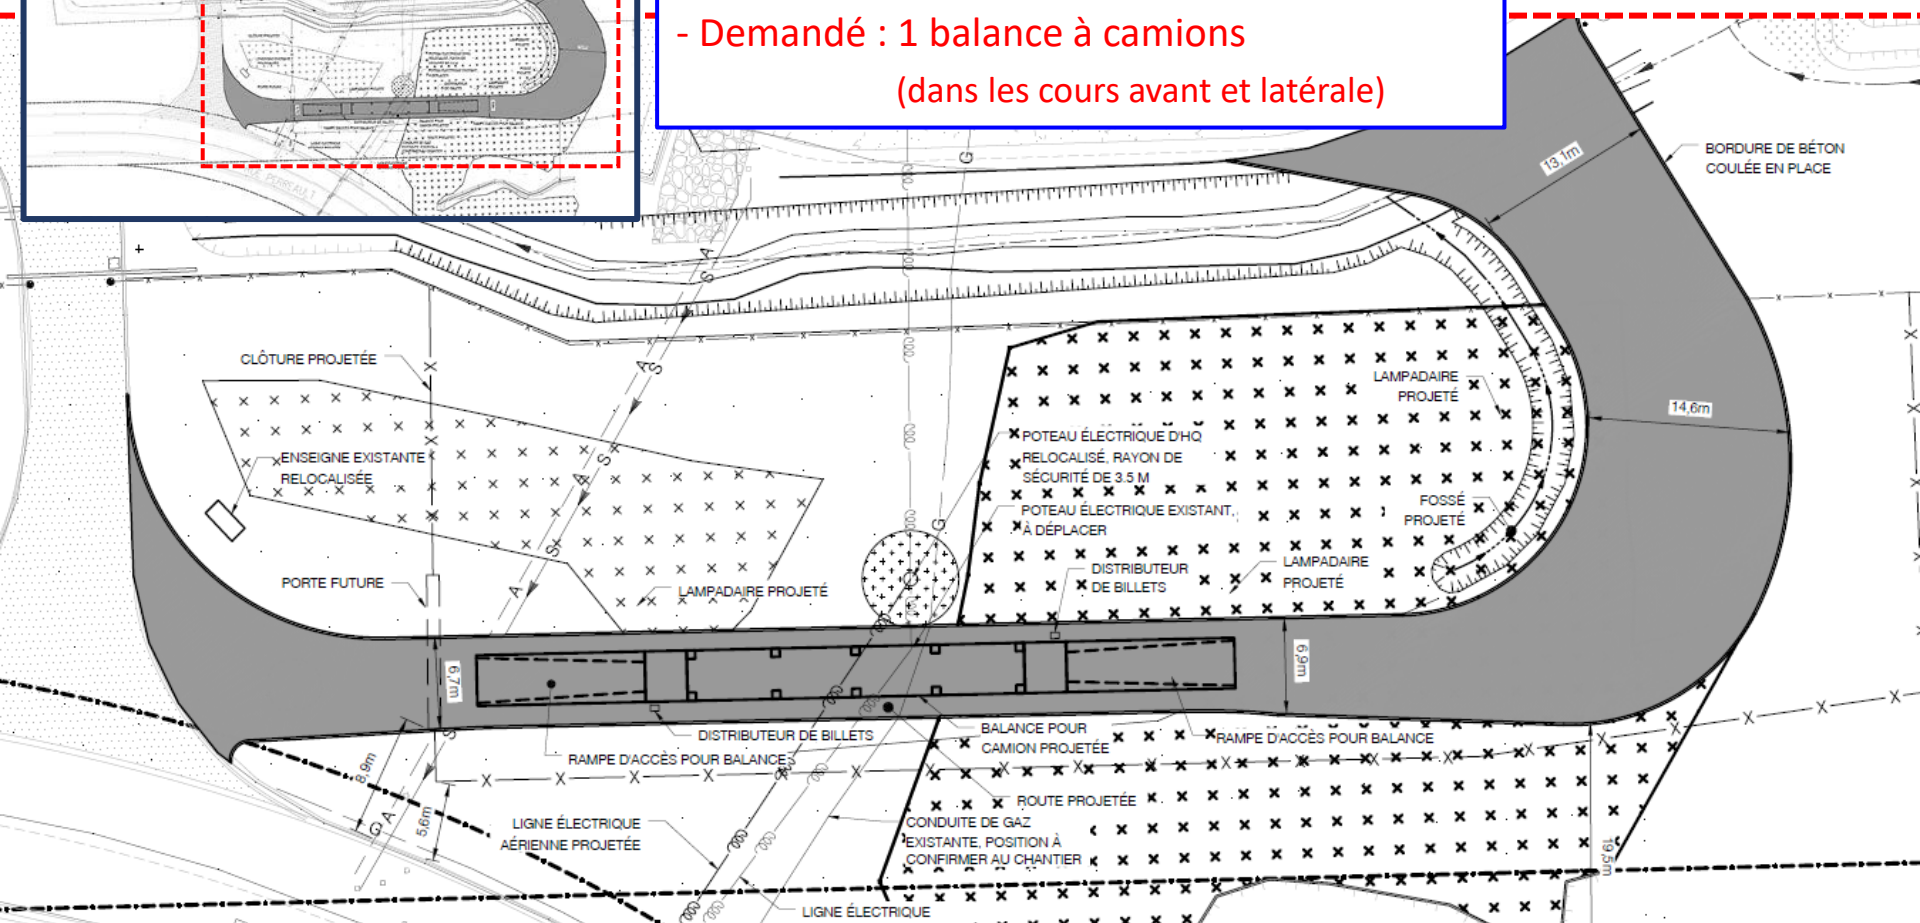 - Demandé : 1 balance à camions
(dans les cours avant et latérale)
PERREAULT
13,1m
BORDURE DE BÉTON
COULÉE EN PLACE
G
A
S
CLÔTURE PROJETÉE
A
S
LAMPADAIRE
PROJETÉ
14,6m
POTEAU ÉLECTRIQUE D'HQ
RELOCALISÉ, RAYON DE
SÉCURITÉ DE 3.5 M
ENSEIGNE EXISTANTE
RELOCALISÉE
S
A
FOSSÉ
PROJETÉ
POTEAU ÉLECTRIQUE EXISTANT,
À DÉPLACER
G
S
A
DISTRIBUTEUR
DE BILLETS
LAMPADAIRE
PROJETÉ
PORTE FUTURE
LAMPADAIRE PROJETÉ
6,7m
6,9m
S
DISTRIBUTEUR DE BILLETS
BALANCE POUR
CAMION PROJETÉE
RAMPE D'ACCÈS POUR BALANCE
RAMPE D'ACCÈS POUR BALANCE
8,9m
5,6m
G A
ROUTE PROJETÉE
LIGNE ÉLECTRIQUE
AÉRIENNE PROJETÉE
CONDUITE DE GAZ
EXISTANTE, POSITION À
CONFIRMER AU CHANTIER
19,5m
LIGNE ÉLECTRIQUE